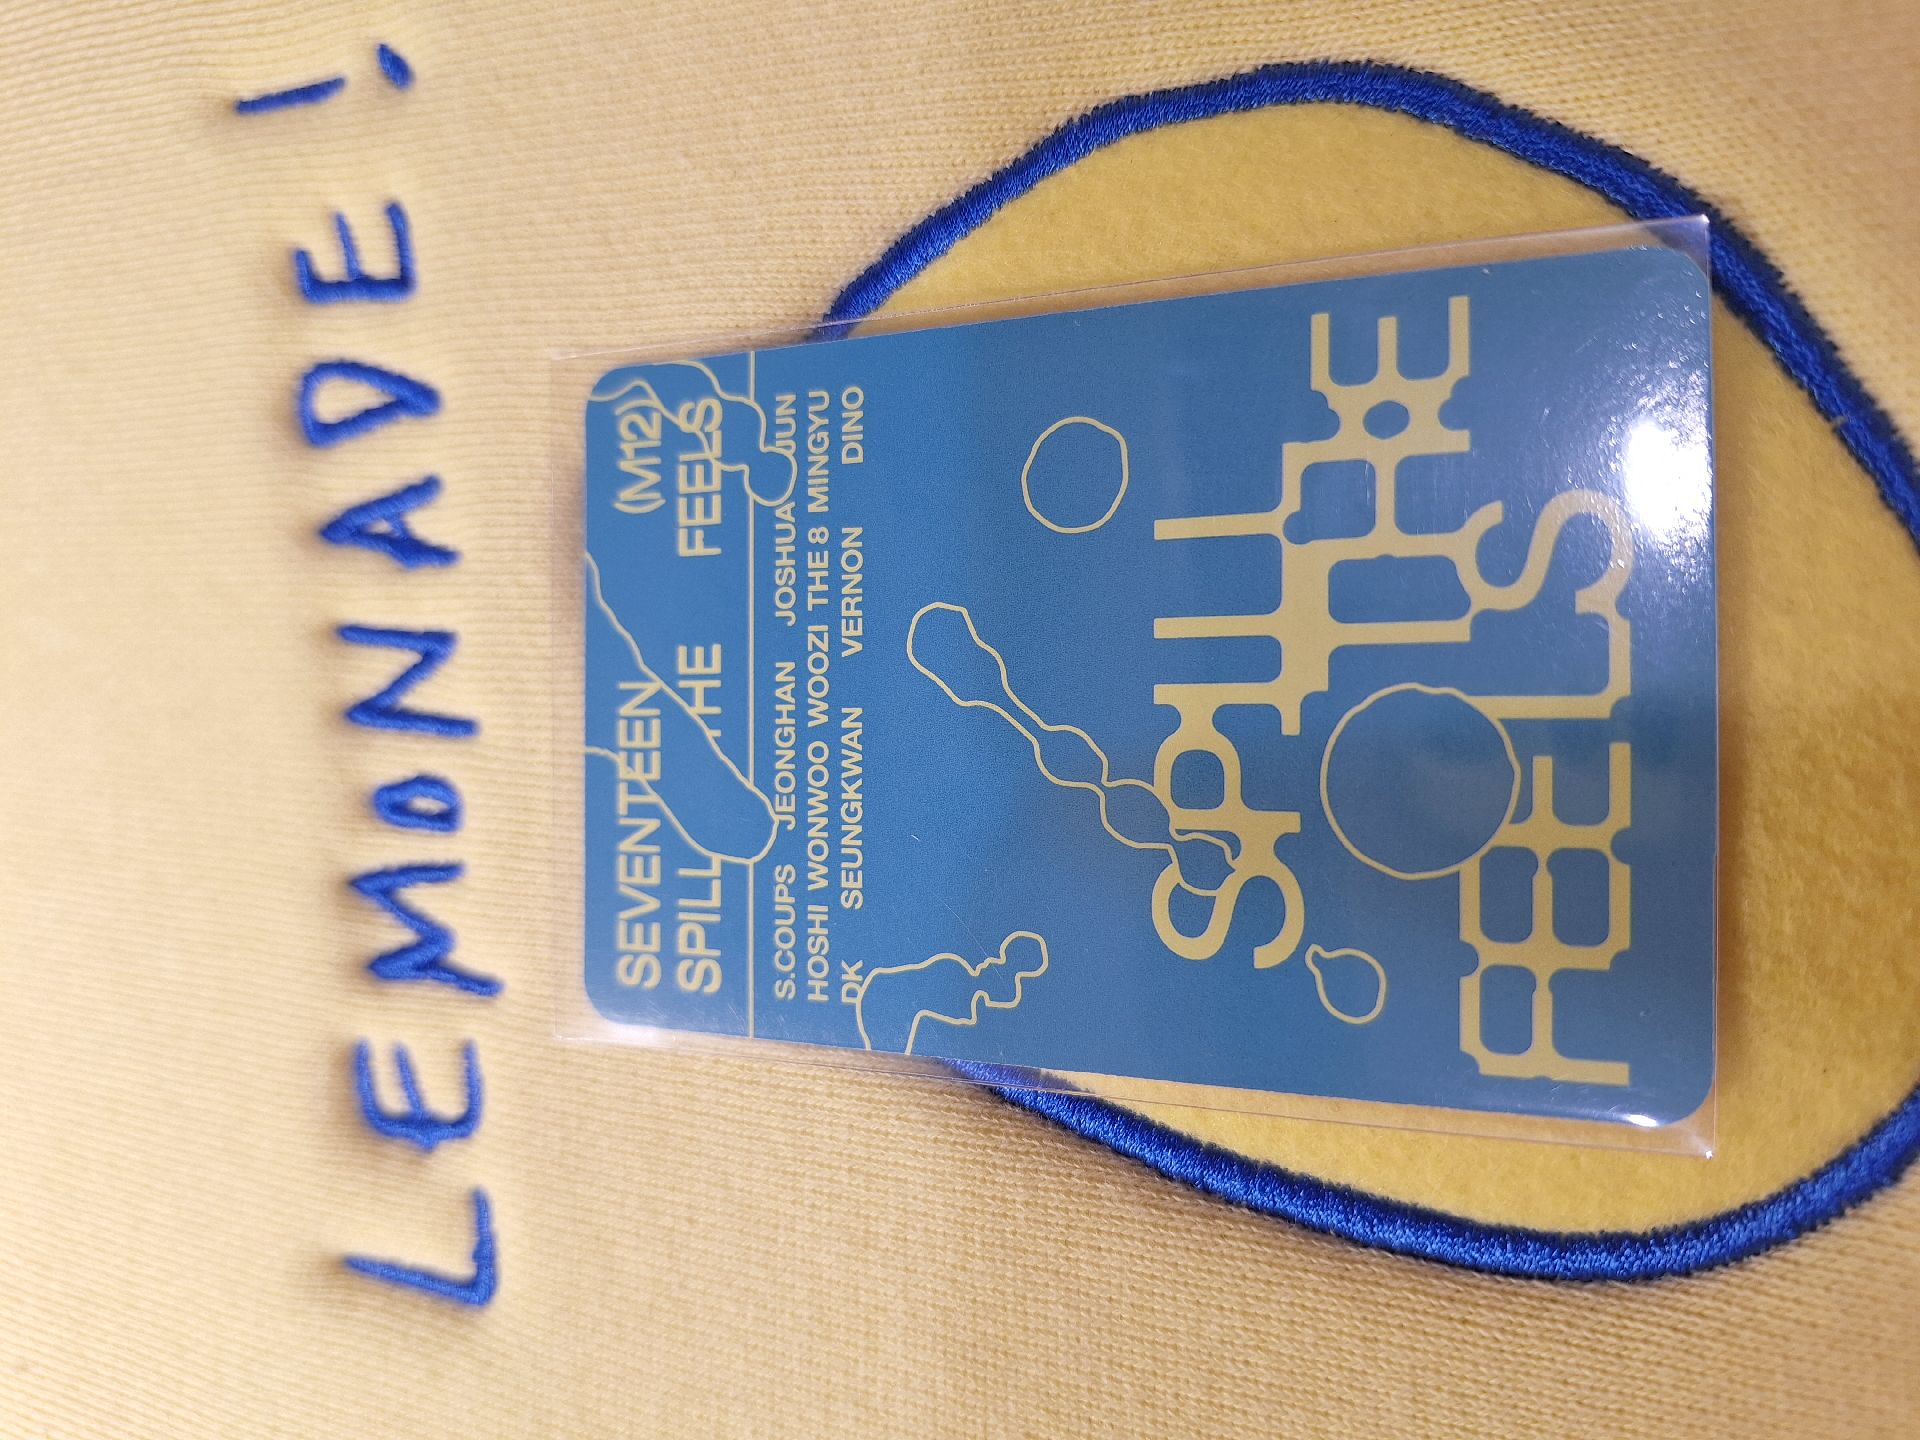 LEMONADE!
SEVENTEEN (M12)
SPILL THE FEELS
S.COUPS JEONGHAN JOSHUA JUN
HOSHI WONWOO WOOZI THE 8 MINGYU
DK SEUNGKWAN VERNON DINO
SPILL THE
FEELS